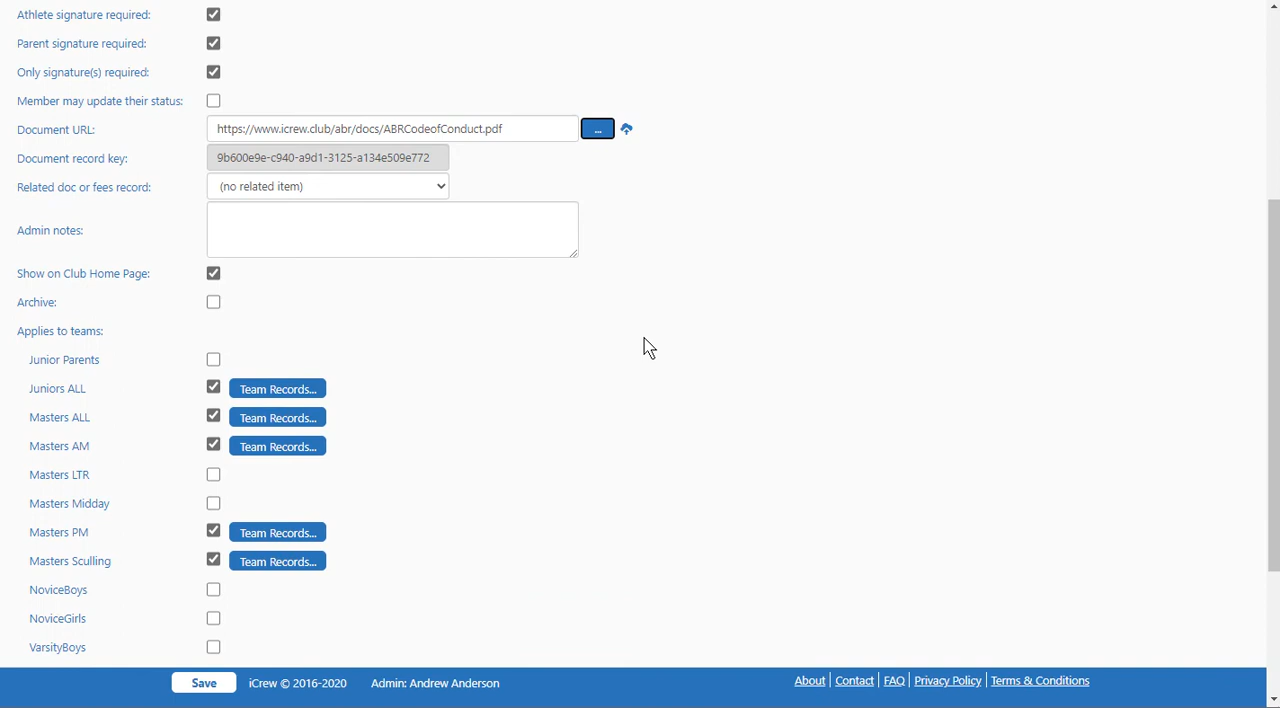 Athlete signature required:
Parent signature required:
Only signature(s) required:
Member may update their status:
Document URL: https://www.icrew.club/abr/docs/ABRCodeofConduct.pdf ...
Document record key: 9b600e9e-c940-a9d1-3125-a134e509e772
Related doc or fees record: (no related item)
Admin notes:
Show on Club Home Page:
Archive:
Applies to teams:
Junior Parents
Juniors ALL Team Records...
Masters ALL Team Records...
Masters AM Team Records...
Masters LTR
Masters Midday
Masters PM Team Records...
Masters Sculling Team Records...
NoviceBoys
NoviceGirls
VarsityBoys
Save iCrew © 2016-2020 Admin: Andrew Anderson About Contact FAQ Privacy Policy Terms & Conditions